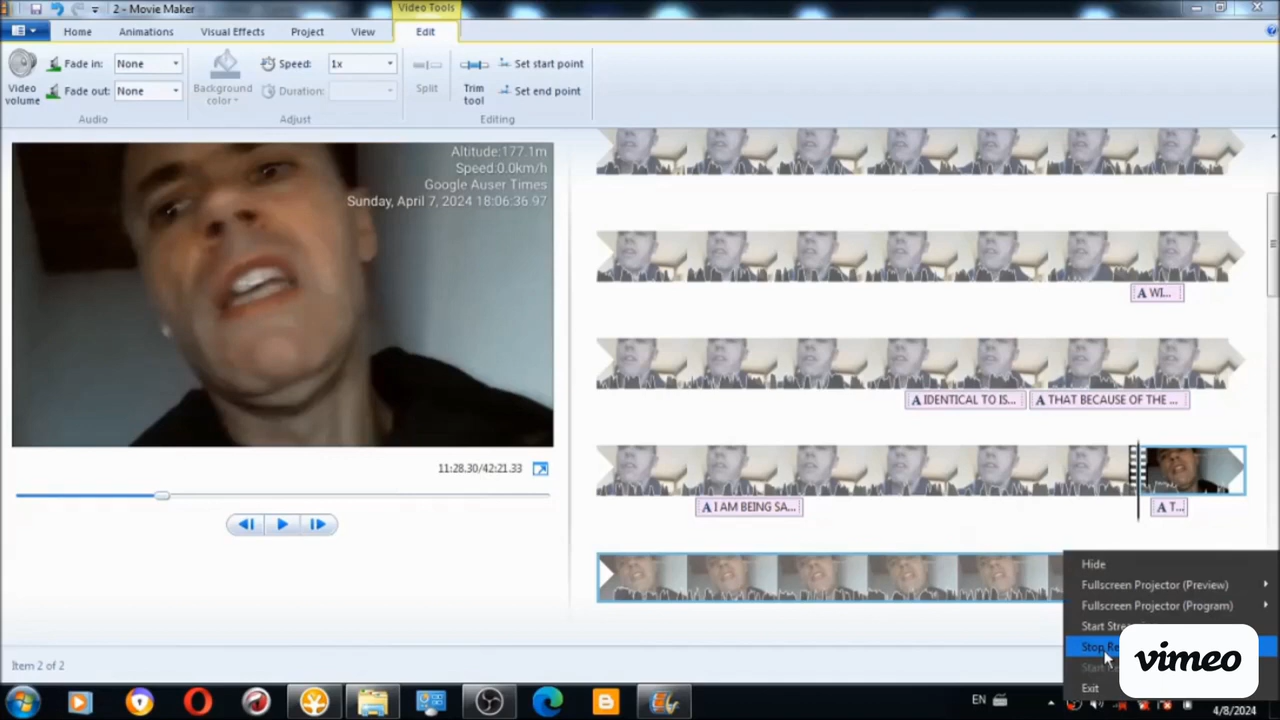 2 - Movie Maker
Video Tools
Home
Animations
Visual Effects
Project
View
Edit
Video volume
Fade in:
None
Fade out:
None
Audio
Background color
Speed:
1x
Duration:
Adjust
Split
Trim tool
Set start point
Set end point
Editing
Altitude:177.1m
Speed:0.0km/h
Google Auser Times
Sunday, April 7, 2024 18:06:36 97
11:28.30/42:21.33
A WI...
A IDENTICAL TO IS...
A THAT BECAUSE OF THE ...
A I AM BEING SA...
A T...
Hide
Fullscreen Projector (Preview)
Fullscreen Projector (Program)
Start
Stop
Start
Exit
vimeo
Item 2 of 2
EN
4/8/2024